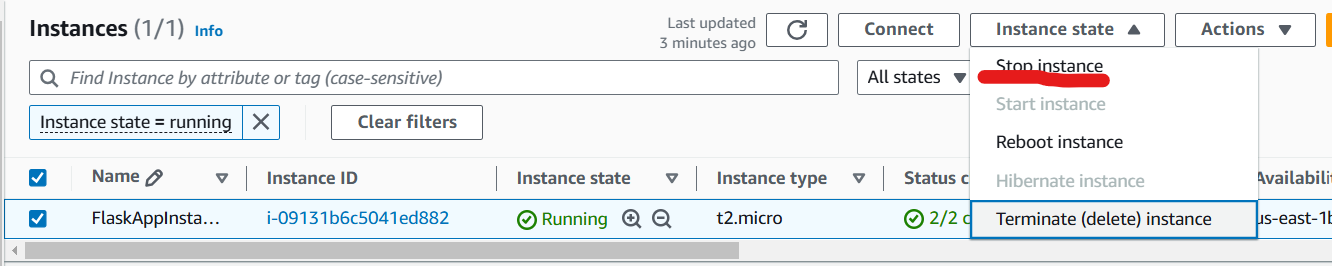 Instances (1/1) Info
Last updated
3 minutes ago
Connect
Instance state
Actions
Find Instance by attribute or tag (case-sensitive)
All states
Stop instance
Start instance
Reboot instance
Hibernate instance
Terminate (delete) instance
Instance state = running
Clear filters
Name
Instance ID
Instance state
Instance type
Status c
Availabili
FlaskAppInsta...
i-09131b6c5041ed882
Running
t2.micro
2/2 c
us-east-1b